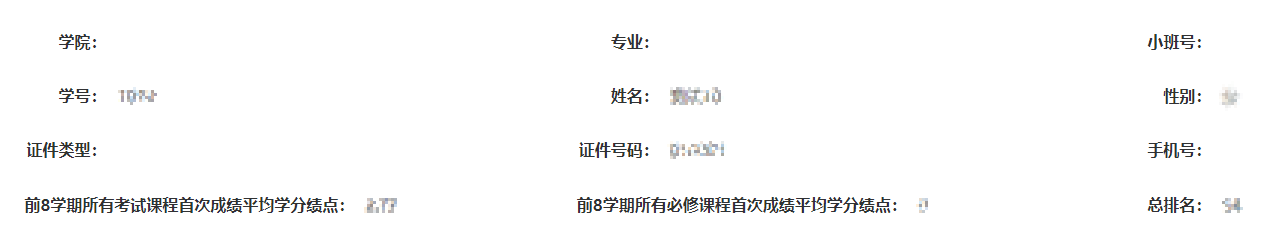 学院： 专业： 小班号：
学号： 姓名： 性别：
证件类型： 证件号码： 手机号：
前8学期所有考试课程首次成绩平均学分绩点： 前8学期所有必修课程首次成绩平均学分绩点： 总排名：